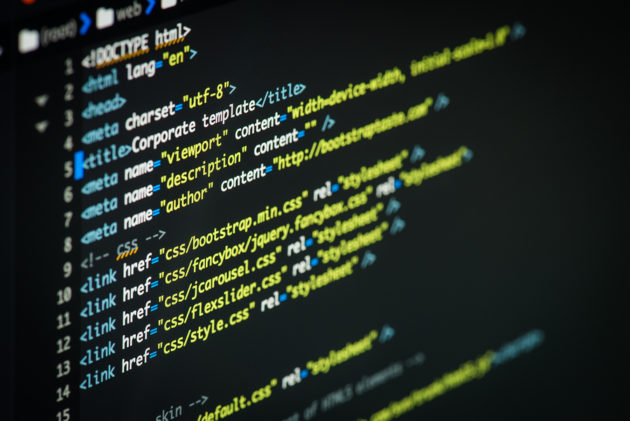 (root) web
1 <!DOCTYPE html>
2 <html lang="en">
3 <head>
4 <meta charset="utf-8">
5 <title>Corporate template</title>
6 <meta name="viewport" content="width=device-width, initial-scale=1.0" />
7 <meta name="description" content="" />
8 <meta name="author" content="http://bootstraptaste.com" />
9 <!-- css -->
10 <link href="css/bootstrap.min.css" rel="stylesheet" />
11 <link href="css/fancybox/jquery.fancybox.css" rel="stylesheet">
12 <link href="css/jcarousel.css" rel="stylesheet" />
13 <link href="css/flexslider.css" rel="stylesheet" />
14 <link href="css/style.css" rel="stylesheet" />
15
skin -->
/default.css" rel="stylesheet" />
of HTML5 elements -->